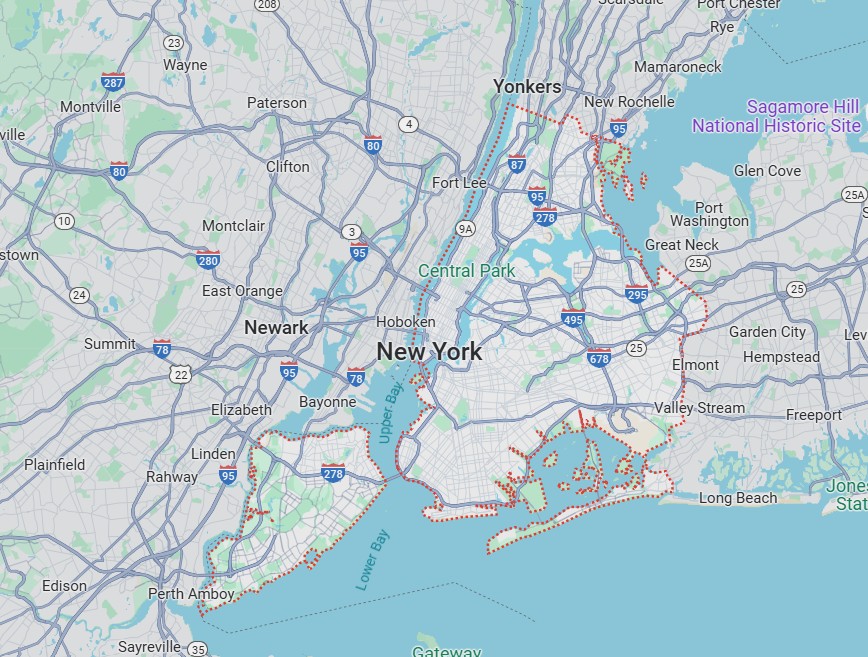 208
Scarsdale
Port Chester
Rye
23
Wayne
Mamaroneck
287
Yonkers
Montville
Paterson
New Rochelle
Sagamore Hill
National Historic Site
4
95
ville
80
80
Clifton
87
Glen Cove
Fort Lee
95
25A
Port
Washington
278
10
Montclair
3
9A
Great Neck
stown
280
95
Central Park
25A
24
East Orange
295
25
Newark
Hoboken
495
Garden City
Summit
78
New York
678
25
Hempstead
Lev
22
95
78
Elmont
Bayonne
Upper Bay
Elizabeth
Valley Stream
Freeport
Linden
Plainfield
Rahway
95
278
Long Beach
Jones
Stat
Lower Bay
Edison
Perth Amboy
Sayreville
35
Gateway